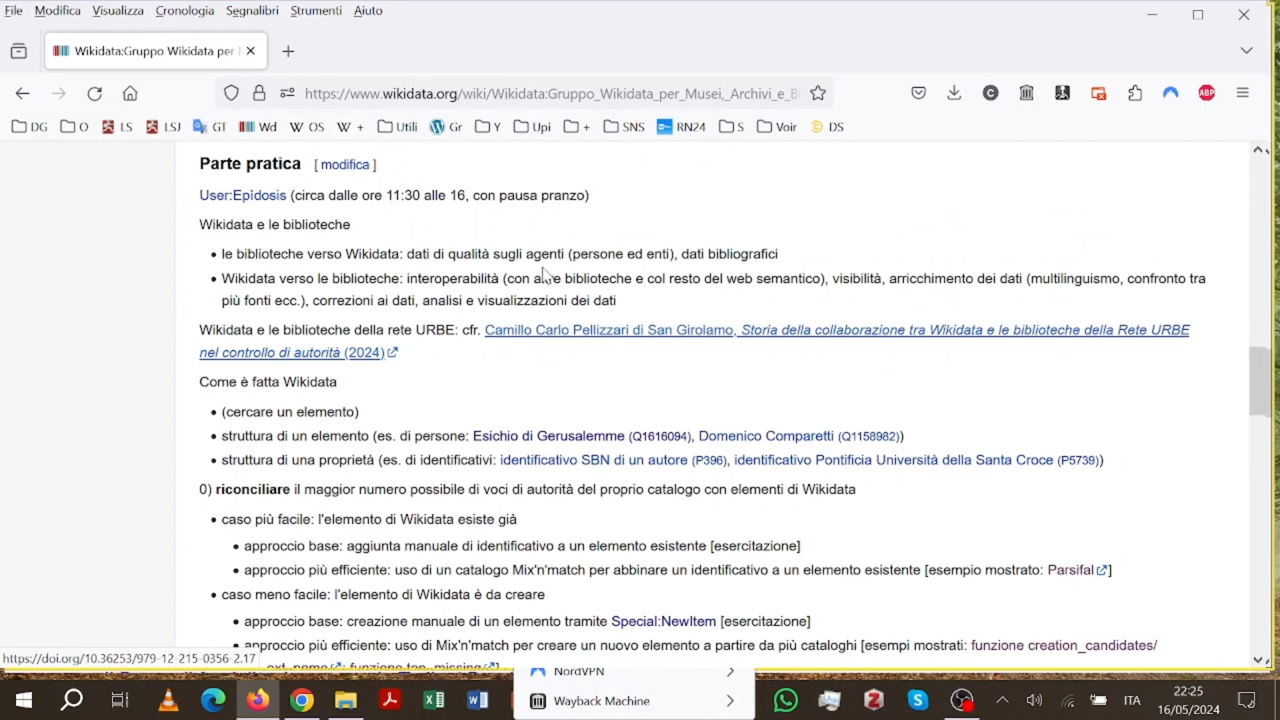 File Modifica Visualizza Cronologia Segnalibri Strumenti Aiuto
Wikidata:Gruppo Wikidata per
https://www.wikidata.org/wiki/Wikidata:Gruppo_Wikidata_per_Musei,_Archivi_e_B
DG O LS LSJ GT Wd OS + Utili Gr Y Upi + SNS RN24 S Voir DS
Parte pratica [ modifica ]
User:Epìdosis (circa dalle ore 11:30 alle 16, con pausa pranzo)
Wikidata e le biblioteche
• le biblioteche verso Wikidata: dati di qualità sugli agenti (persone ed enti), dati bibliografici
• Wikidata verso le biblioteche: interoperabilità (con altre biblioteche e col resto del web semantico), visibilità, arricchimento dei dati (multilinguismo, confronto tra
più fonti ecc.), correzioni ai dati, analisi e visualizzazioni dei dati
Wikidata e le biblioteche della rete URBE: cfr. Camillo Carlo Pellizzari di San Girolamo, Storia della collaborazione tra Wikidata e le biblioteche della Rete URBE
nel controllo di autorità (2024)
Come è fatta Wikidata
• (cercare un elemento)
• struttura di un elemento (es. di persone: Esichio di Gerusalemme (Q1616094), Domenico Comparetti (Q1158982))
• struttura di una proprietà (es. di identificativi: identificativo SBN di un autore (P396), identificativo Pontificia Università della Santa Croce (P5739))
0) riconciliare il maggior numero possibile di voci di autorità del proprio catalogo con elementi di Wikidata
• caso più facile: l'elemento di Wikidata esiste già
• approccio base: aggiunta manuale di identificativo a un elemento esistente [esercitazione]
• approccio più efficiente: uso di un catalogo Mix'n'match per abbinare un identificativo a un elemento esistente [esempio mostrato: Parsifal]
• caso meno facile: l'elemento di Wikidata è da creare
• approccio base: creazione manuale di un elemento tramite Special:NewItem [esercitazione]
• approccio più efficiente: uso di Mix'n'match per creare un nuovo elemento a partire da più cataloghi [esempi mostrati: funzione creation_candidates/
https://doi.org/10.36253/979-12-215-0356-2.17
NordVPN
Wayback Machine
ITA
22:25
16/05/2024